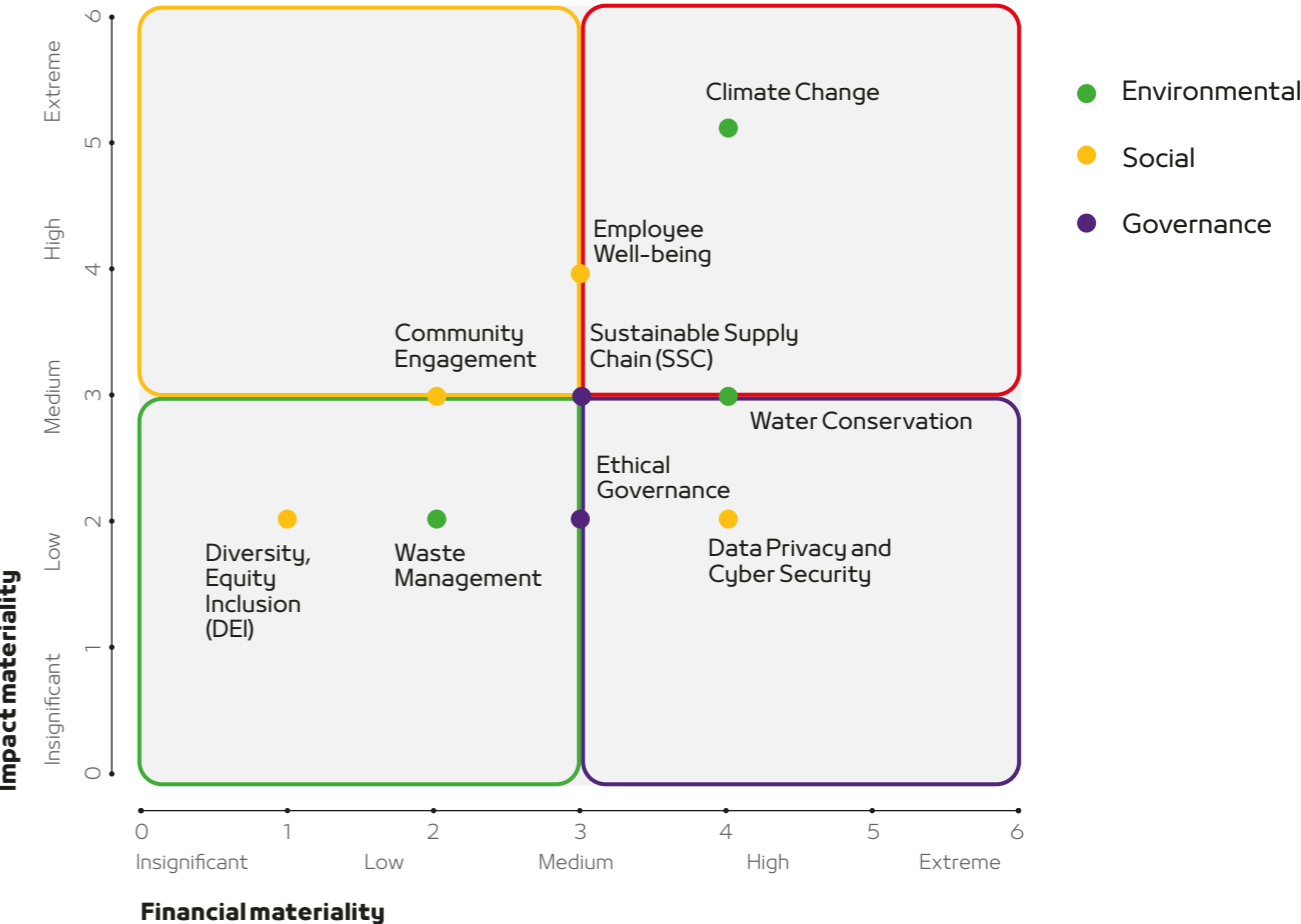 Impact materiality
Extreme
High
Medium
Low
Insignificant
6
5
4
3
2
1
0
Climate Change
Employee
Well-being
Community
Engagement
Sustainable Supply
Chain (SSC)
Water Conservation
Ethical
Governance
Diversity,
Equity
Inclusion
(DEI)
Waste
Management
Data Privacy and
Cyber Security
0 1 2 3 4 5 6
Insignificant Low Medium High Extreme
Financial materiality
Environmental
Social
Governance